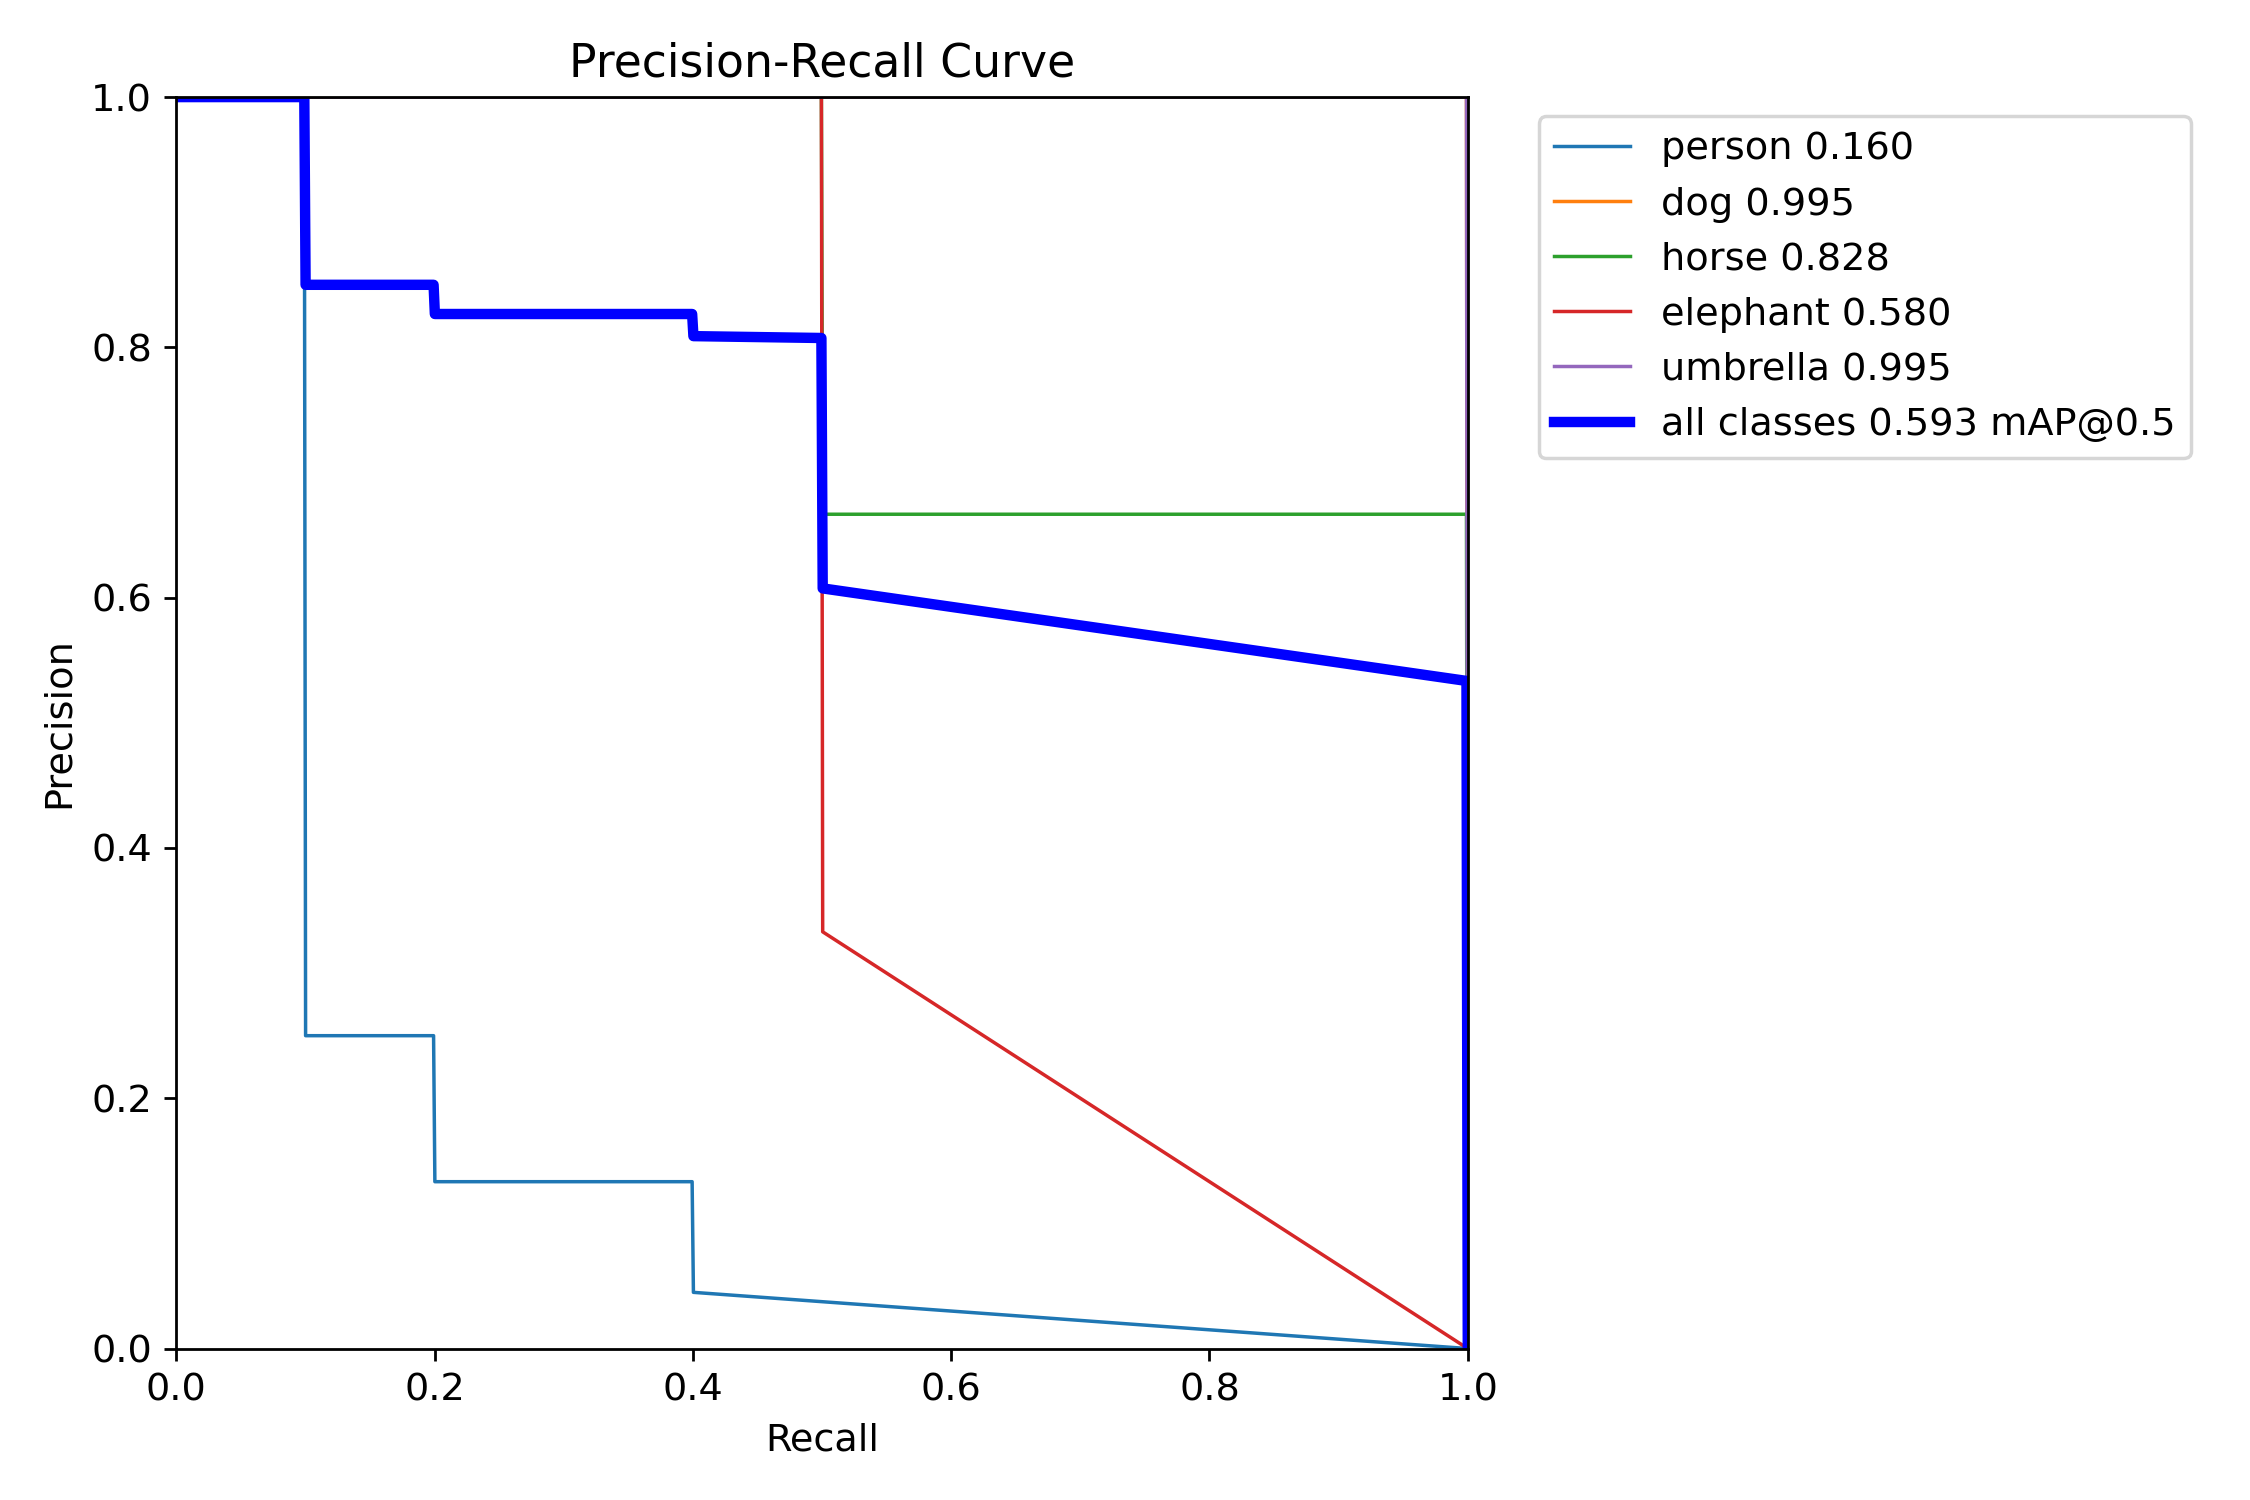 Precision-Recall Curve
1.0
0.8
0.6
0.4
0.2
0.0
Precision
0.0 0.2 0.4 0.6 0.8 1.0
Recall
person 0.160
dog 0.995
horse 0.828
elephant 0.580
umbrella 0.995
all classes 0.593 mAP@0.5